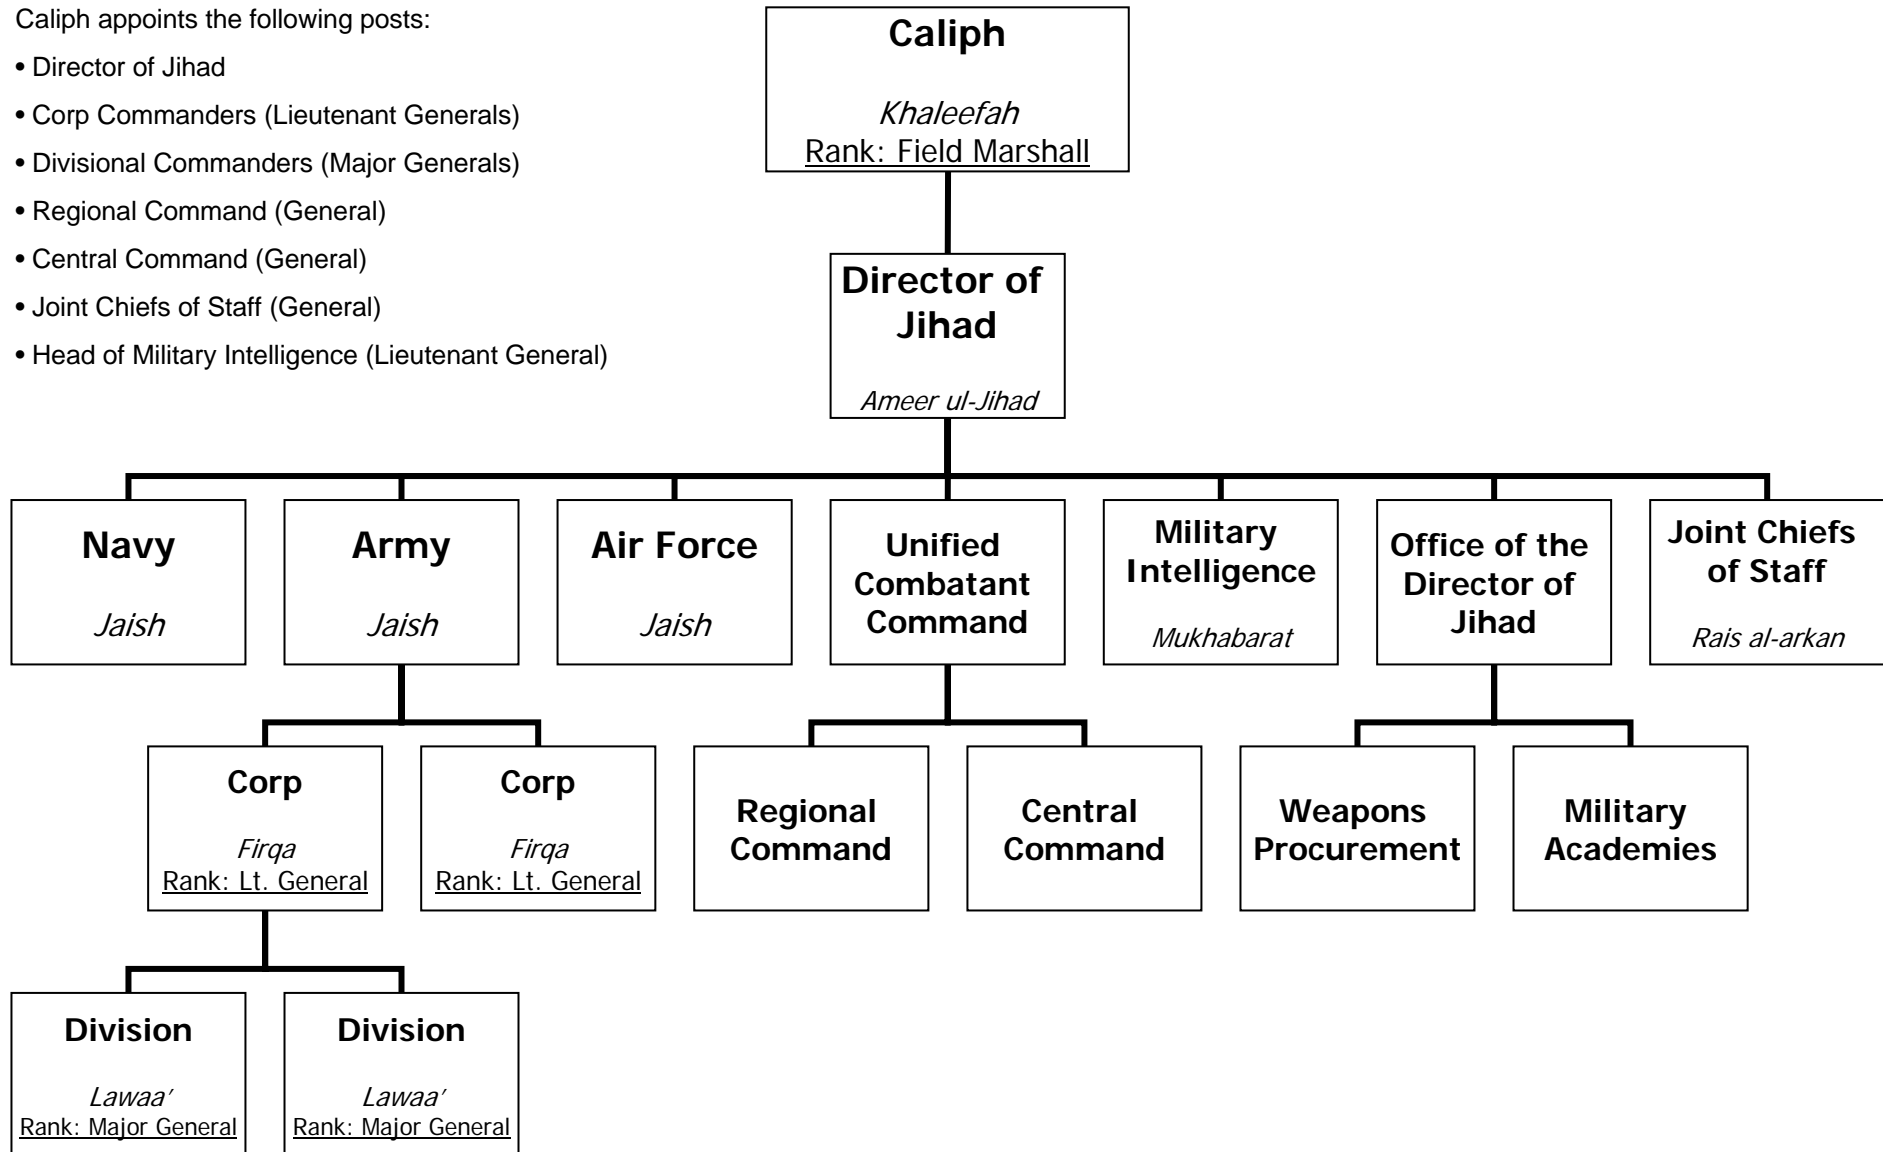 Caliph appoints the following posts:
• Director of Jihad
• Corp Commanders (Lieutenant Generals)
• Divisional Commanders (Major Generals)
• Regional Command (General)
• Central Command (General)
• Joint Chiefs of Staff (General)
• Head of Military Intelligence (Lieutenant General)
Caliph
Khaleefah
Rank: Field Marshall
Director of
Jihad
Ameer ul-Jihad
Navy
Jaish
Army
Jaish
Air Force
Jaish
Unified
Combatant
Command
Military
Intelligence
Mukhabarat
Office of the
Director of
Jihad
Joint Chiefs
of Staff
Rais al-arkan
Corp
Firqa
Rank: Lt. General
Corp
Firqa
Rank: Lt. General
Regional
Command
Central
Command
Weapons
Procurement
Military
Academies
Division
Lawaa’
Rank: Major General
Division
Lawaa’
Rank: Major General